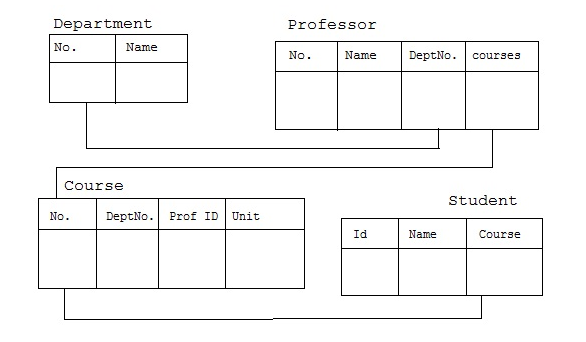 Department
No. Name
Professor
No. Name DeptNo. courses
Course
No. DeptNo. Prof ID Unit
Student
Id Name Course